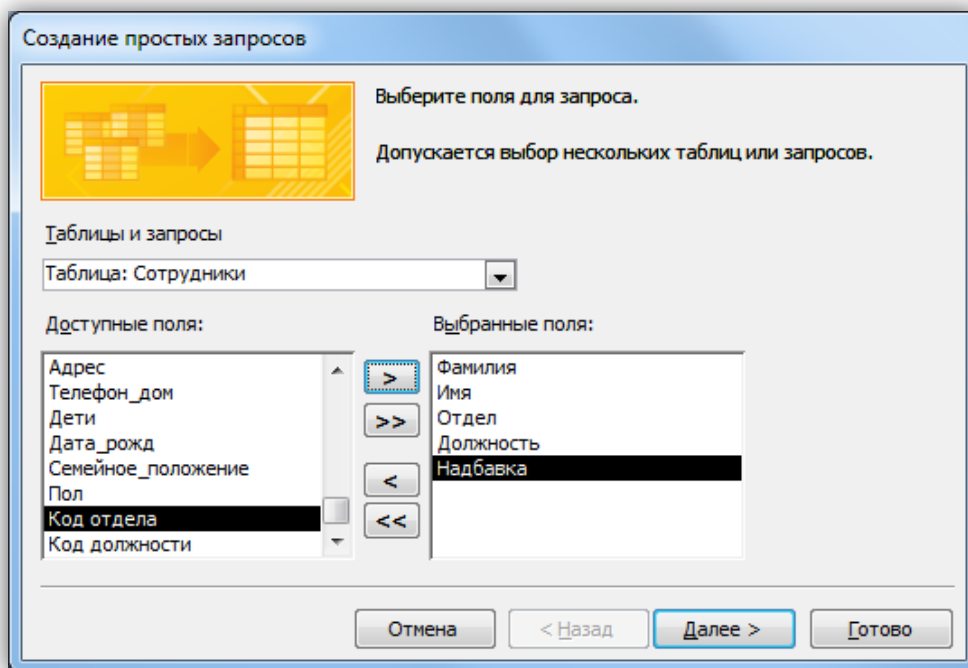 Создание простых запросов
Выберите поля для запроса.
Допускается выбор нескольких таблиц или запросов.
Таблицы и запросы
Таблица: Сотрудники
Доступные поля:
Выбранные поля:
Адрес
Телефон_дом
Дети
Дата_рожд
Семейное_положение
Пол
Код отдела
Код должности
>
>>
<
<<
Фамилия
Имя
Отдел
Должность
Надбавка
Отмена
< Назад
Далее >
Готово